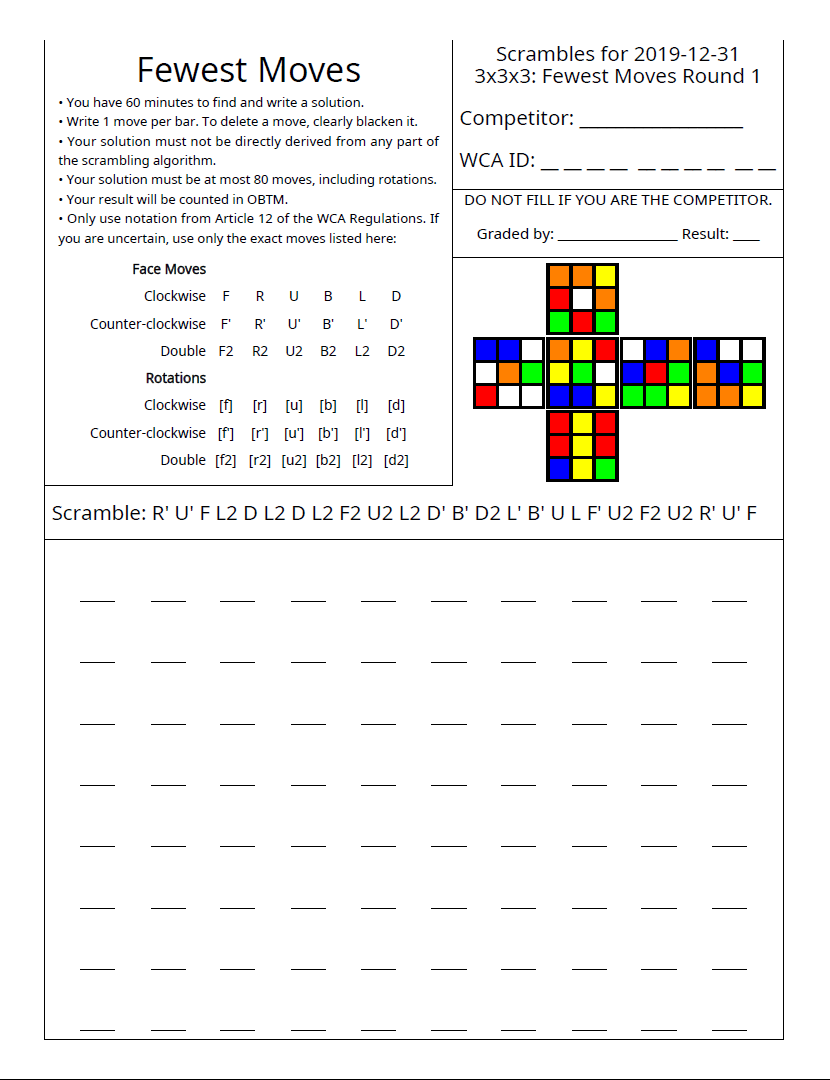 Fewest Moves
• You have 60 minutes to find and write a solution.
• Write 1 move per bar. To delete a move, clearly blacken it.
• Your solution must not be directly derived from any part of
the scrambling algorithm.
• Your solution must be at most 80 moves, including rotations.
• Your result will be counted in OBTM.
• Only use notation from Article 12 of the WCA Regulations. If
you are uncertain, use only the exact moves listed here:
Face Moves
Clockwise F R U B L D
Counter-clockwise F' R' U' B' L' D'
Double F2 R2 U2 B2 L2 D2
Rotations
Clockwise [f] [r] [u] [b] [l] [d]
Counter-clockwise [f'] [r'] [u'] [b'] [l'] [d']
Double [f2] [r2] [u2] [b2] [l2] [d2]
Scrambles for 2019-12-31
3x3x3: Fewest Moves Round 1
Competitor: _______________
WCA ID: __ __ __ __ __ __ __ __ __ __
DO NOT FILL IF YOU ARE THE COMPETITOR.
Graded by: _______________ Result: ____
Scramble: R' U' F L2 D L2 D L2 F2 U2 L2 D' B' D2 L' B' U L F' U2 F2 U2 R' U' F